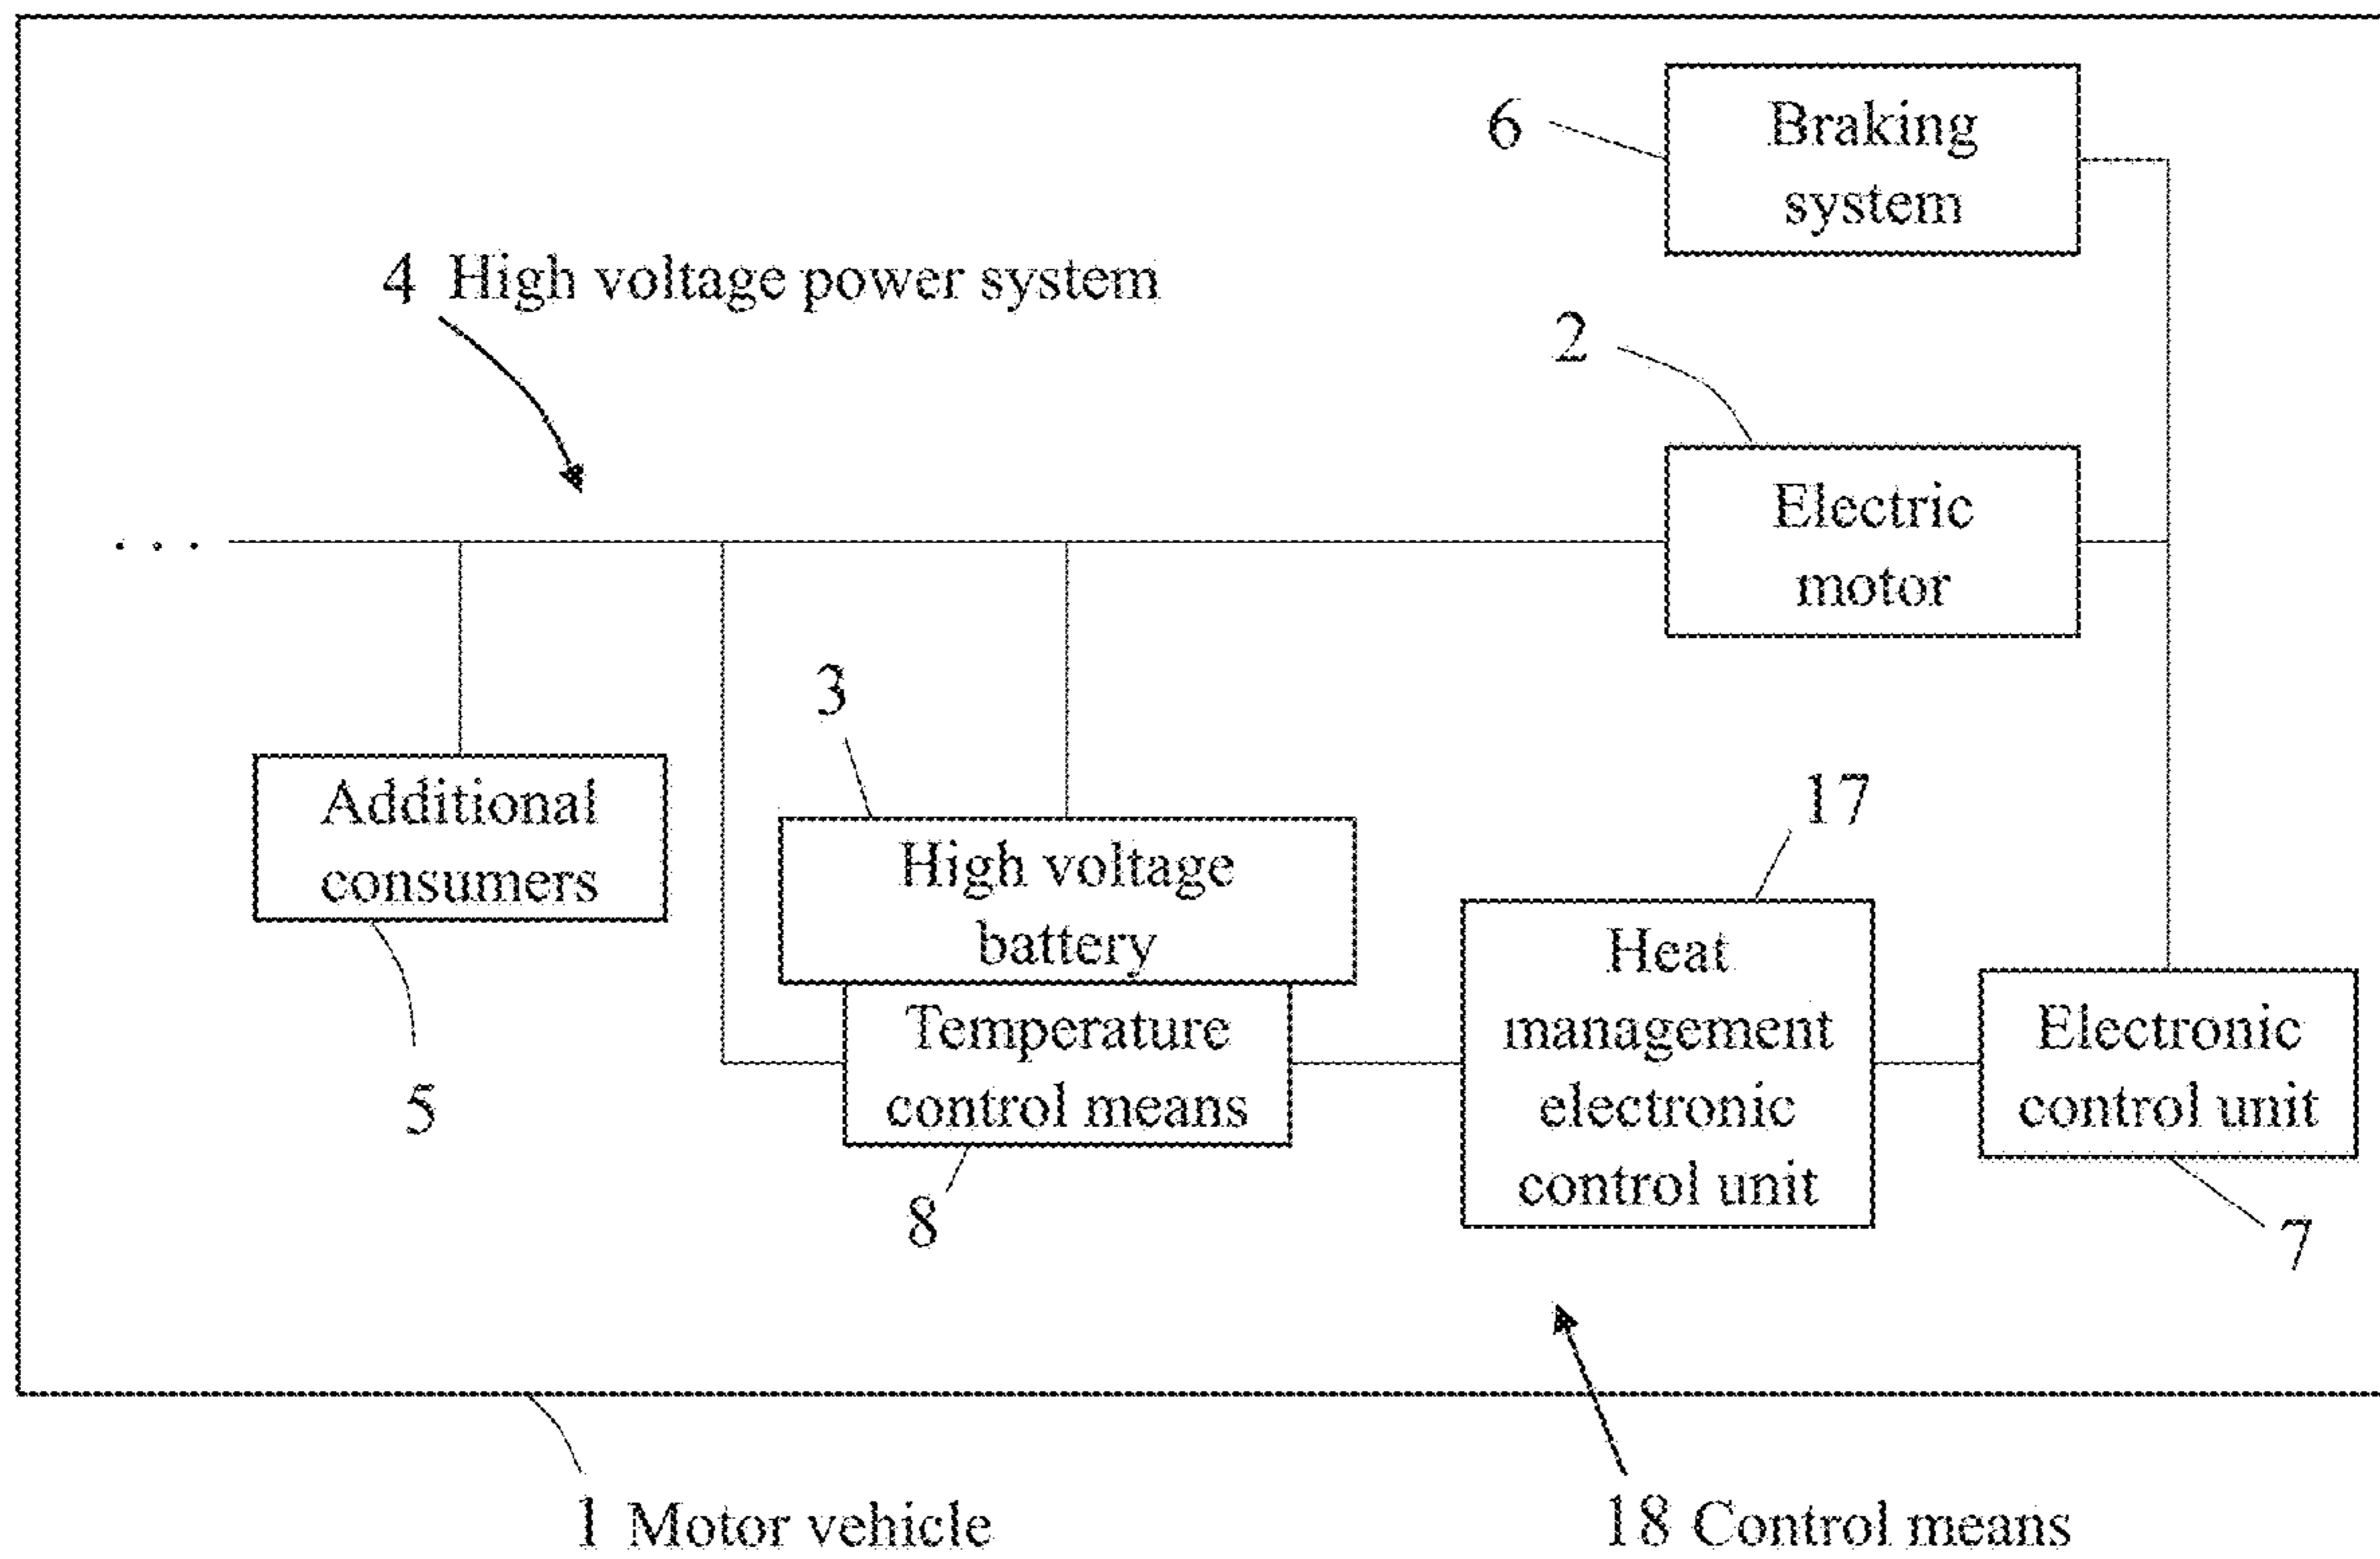 6
Braking
system
4 High voltage power system
2
Electric
motor
. . .
3
Additional
consumers
5
High voltage
battery
17
Temperature
control means
8
Heat
management
electronic
control unit
Electronic
control unit
7
1 Motor vehicle
18 Control means